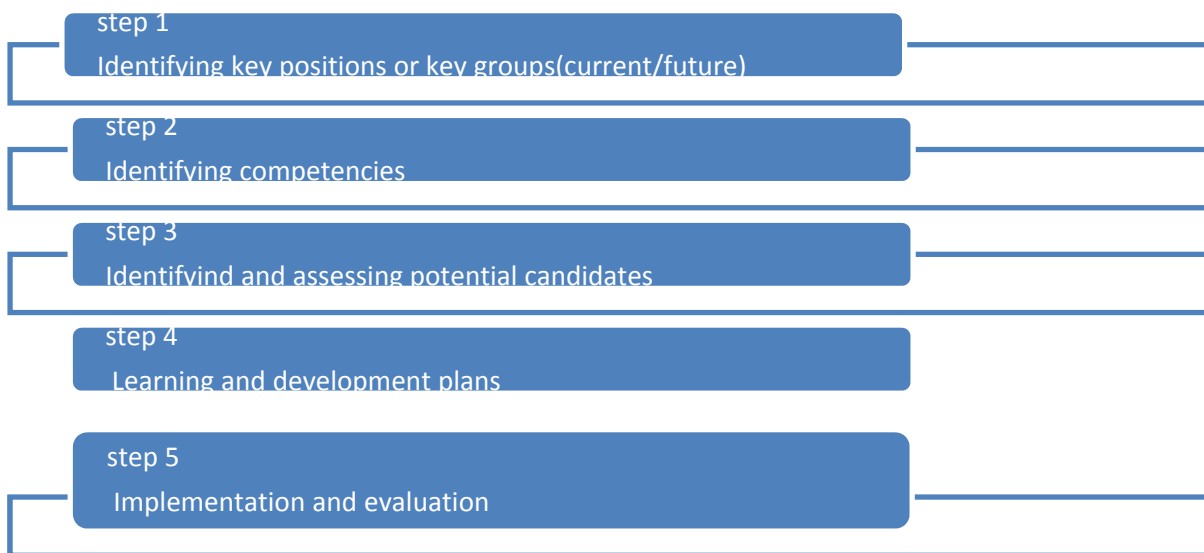 step 1
Identifying key positions or key groups(current/future)
step 2
Identifying competencies
step 3
Identifyind and assessing potential candidates
step 4
Learning and development plans
step 5
Implementation and evaluation